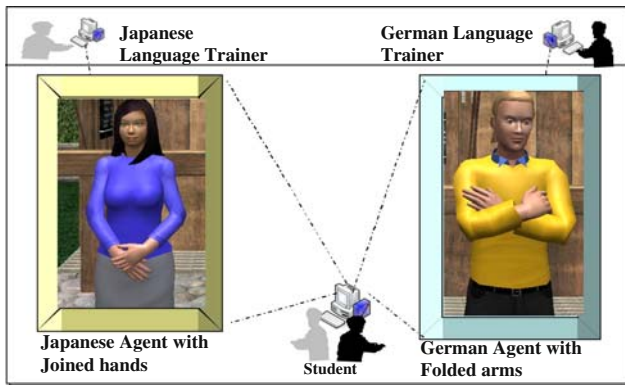 Japanese
Language Trainer
German Language
Trainer
Japanese Agent with
Joined hands
Student
German Agent with
Folded arms